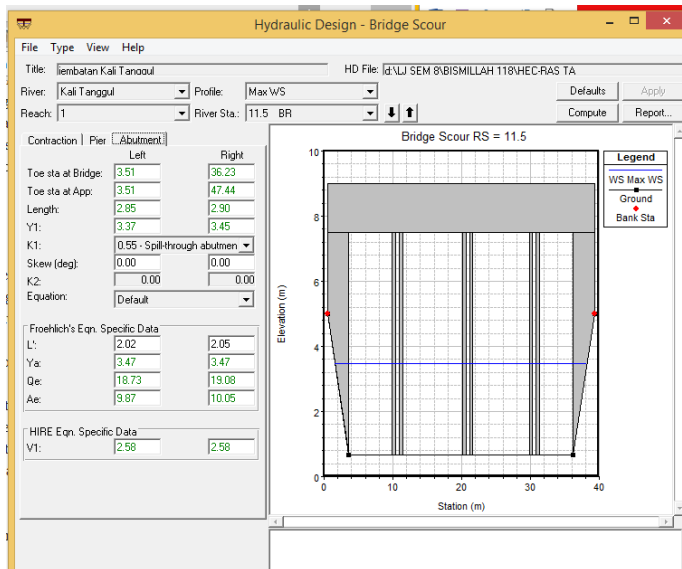 Hydraulic Design - Bridge Scour
File Type View Help
Title: Jembatan Kali Tanggul HD File: d:\LJ SEM 8\BISMILLAH 118\HEC-RAS TA
River: Kali Tanggul Profile: Max WS Defaults Apply
Reach: 1 River Sta.: 11.5 BR Compute Report...
Contraction Pier Abutment
Left Right
Toe sta at Bridge: 3.51 36.23
Toe sta at App: 3.51 47.44
Length: 2.85 2.90
Y1: 3.37 3.45
K1: 0.55 - Spill-through abutmen
Skew (deg): 0.00 0.00
K2: 0.00 0.00
Equation: Default
Froehlich's Eqn. Specific Data
L': 2.02 2.05
Ya: 3.47 3.47
Qe: 18.73 19.08
Ae: 9.87 10.05
HIRE Eqn. Specific Data
V1: 2.58 2.58
Bridge Scour RS = 11.5
Legend
WS Max WS
Ground
Bank Sta
Elevation (m)
10
8
6
4
2
0
0 10 20 30 40
Station (m)